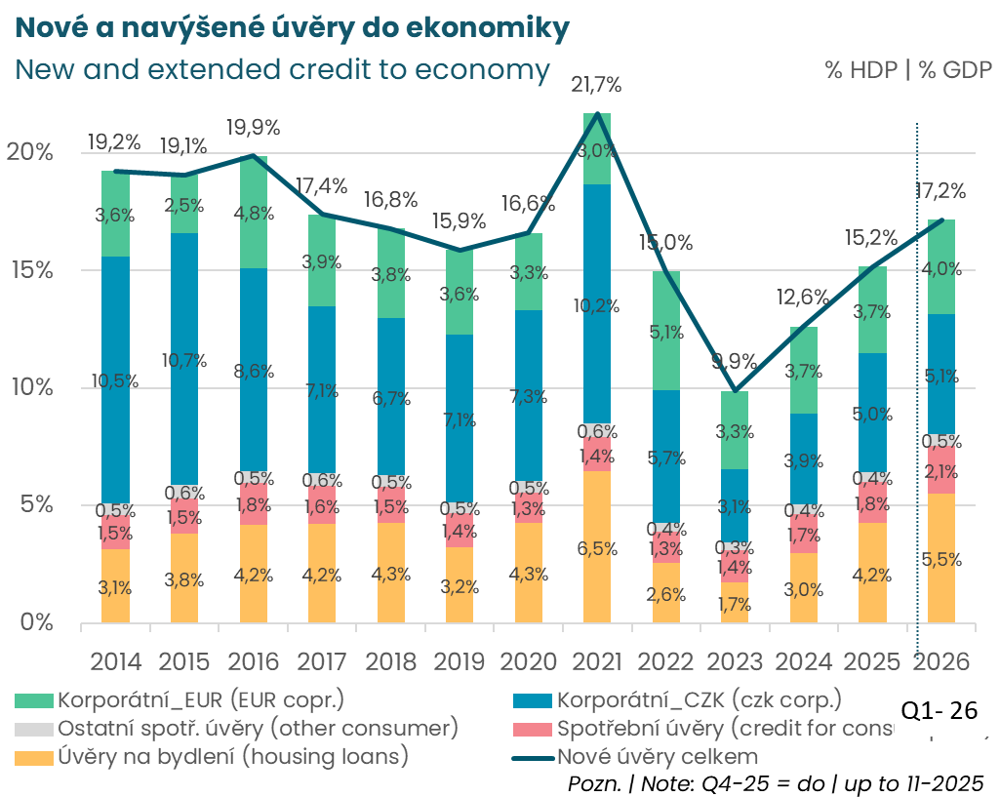 Nové a navýšené úvěry do ekonomiky
New and extended credit to economy
% HDP | % GDP
21,7%
19,2% 19,1% 19,9% 17,4% 16,8% 15,9% 16,6% 15,0% 9,9% 12,6% 15,2% 17,2%
20%
15%
10%
5%
0%
3,6% 2,5% 4,8% 3,9% 3,8% 3,6% 3,3% 3,0% 5,1% 3,3% 3,7% 3,7% 4,0%
10,5% 10,7% 8,6% 7,1% 6,7% 7,1% 7,3% 10,2% 5,7% 3,1% 3,9% 5,0% 5,1%
0,5% 0,6% 0,5% 0,6% 0,5% 0,5% 0,5% 0,6% 0,4% 0,3% 0,4% 0,4% 0,5%
1,5% 1,5% 1,8% 1,6% 1,5% 1,4% 1,3% 1,4% 1,3% 1,4% 1,7% 1,8% 2,1%
3,1% 3,8% 4,2% 4,2% 4,3% 3,2% 4,3% 6,5% 2,6% 1,7% 3,0% 4,2% 5,5%
2014 2015 2016 2017 2018 2019 2020 2021 2022 2023 2024 2025 2026
Korporátní_EUR (EUR copr.) Korporátní_CZK (czk corp.)
Ostatní spotř. úvěry (other consumer) Spotřební úvěry (credit for
Q1- 26
Úvěry na bydlení (housing loans) Nové úvěry celkem
Pozn. | Note: Q4-25 = do | up to 11-2025